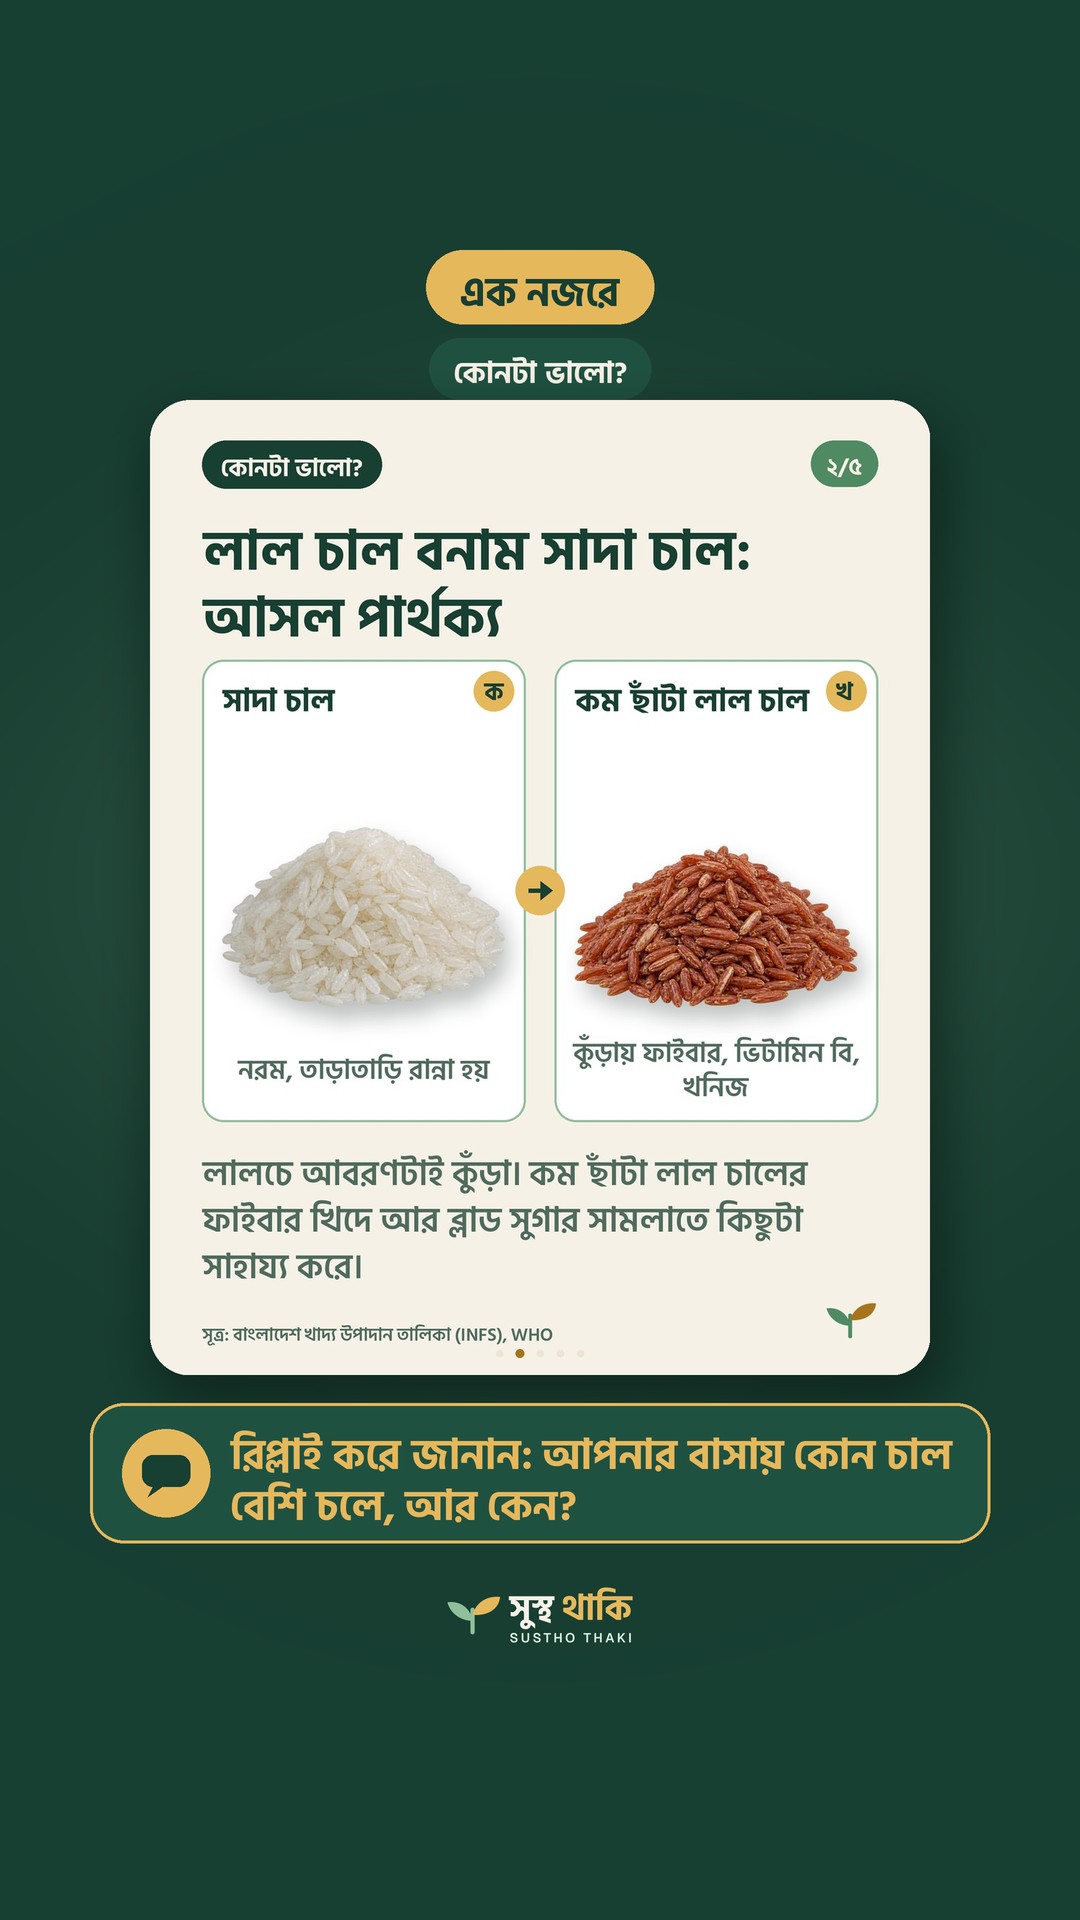 এক নজরে
কোনটা ভালো?
কোনটা ভালো?
২/৫
লাল চাল বনাম সাদা চাল:
আসল পার্থক্য
সাদা চাল
ক
কম ছাঁটা লাল চাল
খ
নরম, তাড়াতাড়ি রান্না হয়
কুঁড়ায় ফাইবার, ভিটামিন বি,
খনিজ
লালচে আবরণটাই কুঁড়া। কম ছাঁটা লাল চালের
ফাইবার খিদে আর ব্লাড সুগার সামলাতে কিছুটা
সাহায্য করে।
সূত্র: বাংলাদেশ খাদ্য উপাদান তালিকা (INFS), WHO
রিপ্লাই করে জানান: আপনার বাসায় কোন চাল
বেশি চলে, আর কেন?
সুস্থ থাকি
SUSTHO THAKI